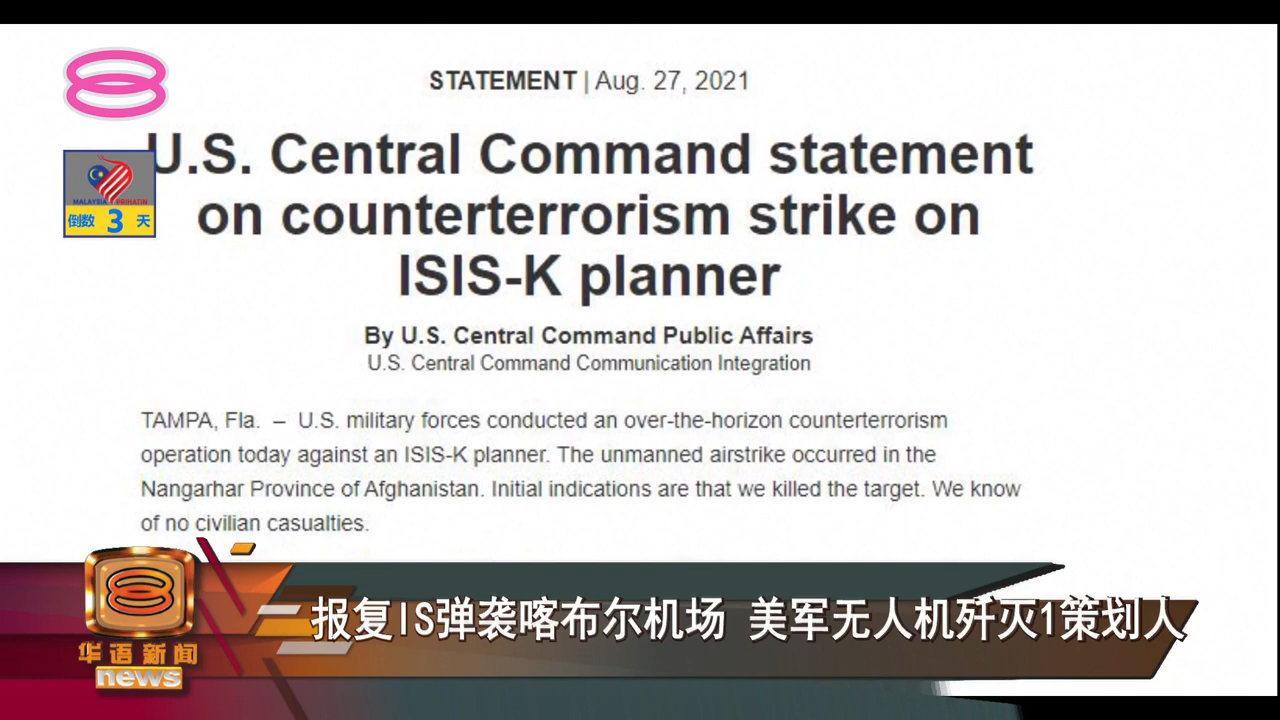 STATEMENT | Aug. 27, 2021
U.S. Central Command statement
on counterterrorism strike on
ISIS-K planner
By U.S. Central Command Public Affairs
U.S. Central Command Communication Integration
TAMPA, Fla. – U.S. military forces conducted an over-the-horizon counterterrorism
operation today against an ISIS-K planner. The unmanned airstrike occurred in the
Nangarhar Province of Afghanistan. Initial indications are that we killed the target. We know
of no civilian casualties.
MALAYSIA PRIHATIN
倒数 3 天
报复IS弹袭喀布尔机场 美军无人机歼灭1策划人
华语新闻
news